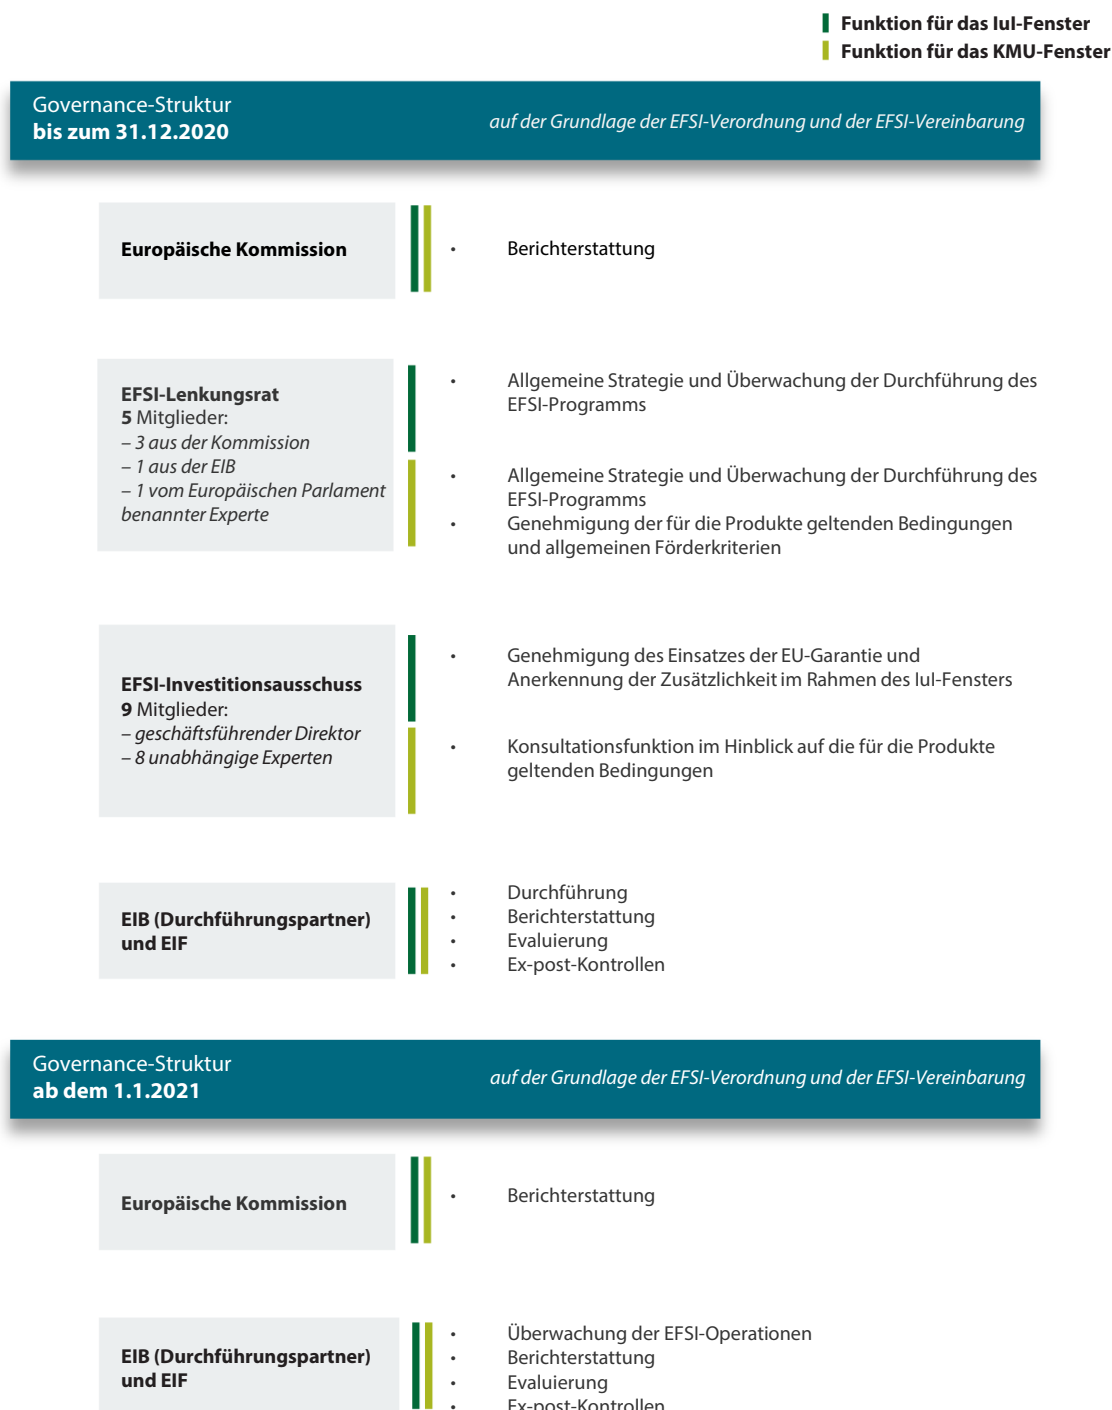 Funktion für das IuI-Fenster
Funktion für das KMU-Fenster
Governance-Struktur
bis zum 31.12.2020
auf der Grundlage der EFSI-Verordnung und der EFSI-Vereinbarung
Europäische Kommission
• Berichterstattung
EFSI-Lenkungsrat
5 Mitglieder:
– 3 aus der Kommission
– 1 aus der EIB
– 1 vom Europäischen Parlament
benannter Experte
• Allgemeine Strategie und Überwachung der Durchführung des
EFSI-Programms
• Allgemeine Strategie und Überwachung der Durchführung des
EFSI-Programms
• Genehmigung der für die Produkte geltenden Bedingungen
und allgemeinen Förderkriterien
EFSI-Investitionsausschuss
9 Mitglieder:
– geschäftsführender Direktor
– 8 unabhängige Experten
• Genehmigung des Einsatzes der EU-Garantie und
Anerkennung der Zusätzlichkeit im Rahmen des IuI-Fensters
• Konsultationsfunktion im Hinblick auf die für die Produkte
geltenden Bedingungen
EIB (Durchführungspartner)
und EIF
• Durchführung
• Berichterstattung
• Evaluierung
• Ex-post-Kontrollen
Governance-Struktur
ab dem 1.1.2021
auf der Grundlage der EFSI-Verordnung und der EFSI-Vereinbarung
Europäische Kommission
• Berichterstattung
EIB (Durchführungspartner)
und EIF
• Überwachung der EFSI-Operationen
• Berichterstattung
• Evaluierung
• Ex-post-Kontrollen